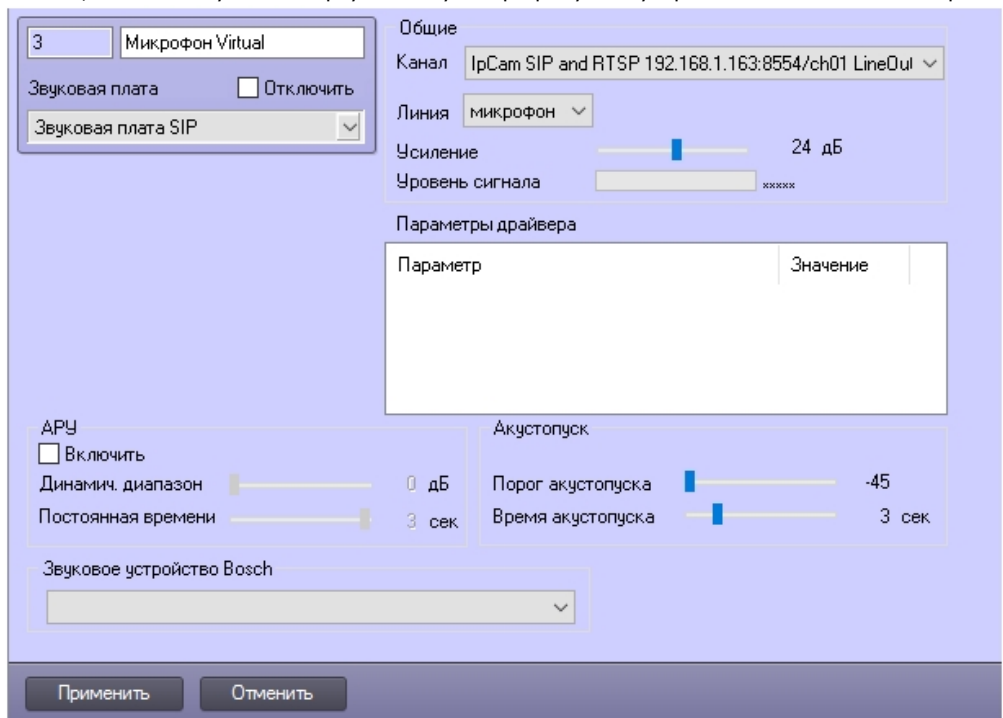 3 Микрофон Virtual
Звуковая плата Отключить
Звуковая плата SIP
Общие
Канал IpCam SIP and RTSP 192.168.1.163:8554/ch01 LineOut
Линия микрофон
Усиление 24 дБ
Уровень сигнала xxxxx
Параметры драйвера
Параметр Значение
АРУ
Включить
Динамич. диапазон 0 дБ
Постоянная времени 3 сек
Акустопуск
Порог акустопуска -45
Время акустопуска 3 сек
Звуковое устройство Bosch
Применить Отменить